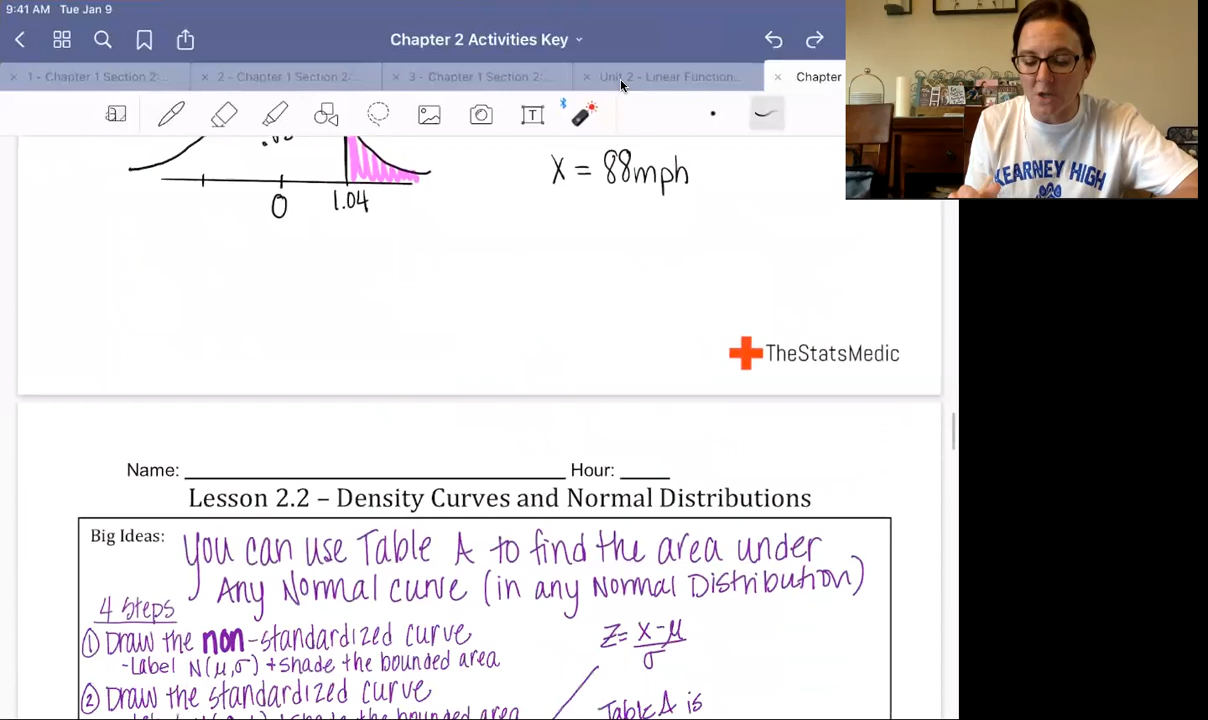 9:41 AM Tue Jan 9
Chapter 2 Activities Key
1 - Chapter 1 Section 2:...
2 - Chapter 1 Section 2:...
3 - Chapter 1 Section 2:...
Unit 2 - Linear Function...
Chapter
T
0
1.04
X = 88mph
TheStatsMedic
KEARNEY HIGH
Name: Hour:
Lesson 2.2 – Density Curves and Normal Distributions
Big Ideas: You can use Table A to find the area under
Any Normal curve (in any Normal Distribution)
4 Steps
① Draw the non-standardized curve
-Label N(μ,σ) + shade the bounded area
② Draw the standardized curve
Z = X-μ
σ
Table A is
shade the bounded area